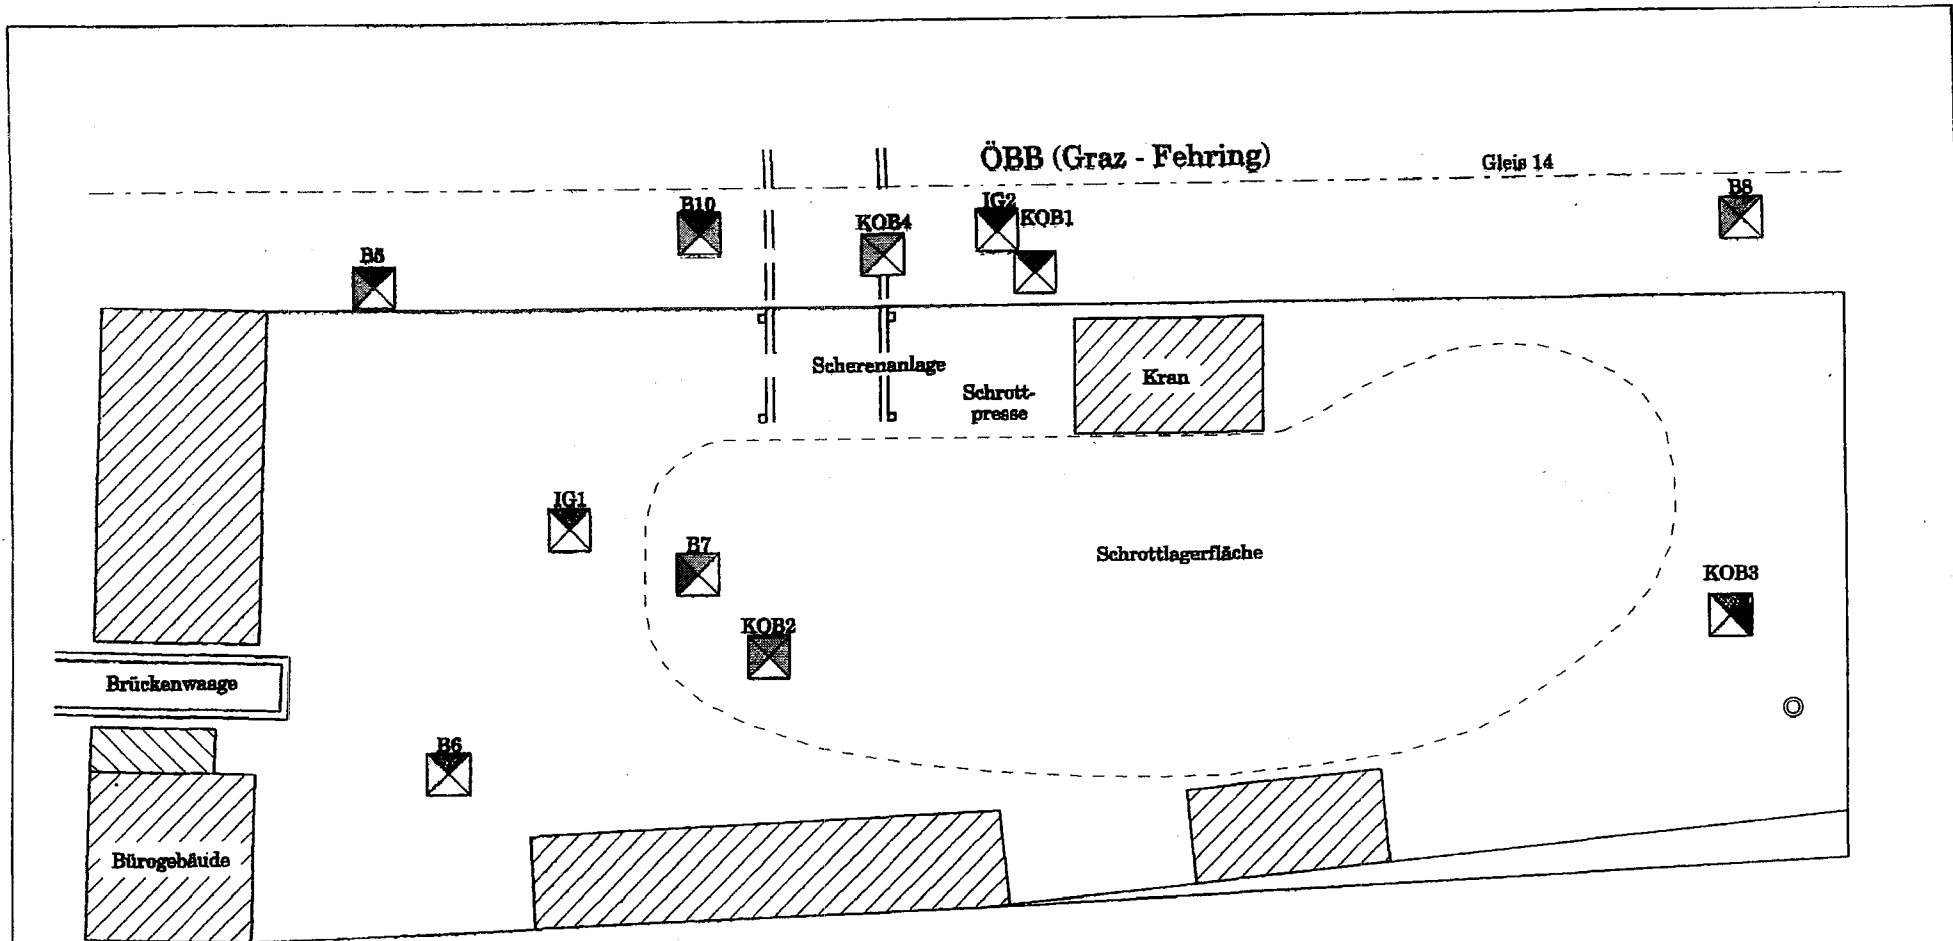 ÖBB (Graz - Fehring)
Gleis 14
B8
B10
IG2
KOB1
KOB4
B5
Scherenanlage
Kran
Schrott-
presse
IG1
B7
Schrottlagerfläche
KOB3
KOB2
Brückenwaage
B6
Bürogebäude